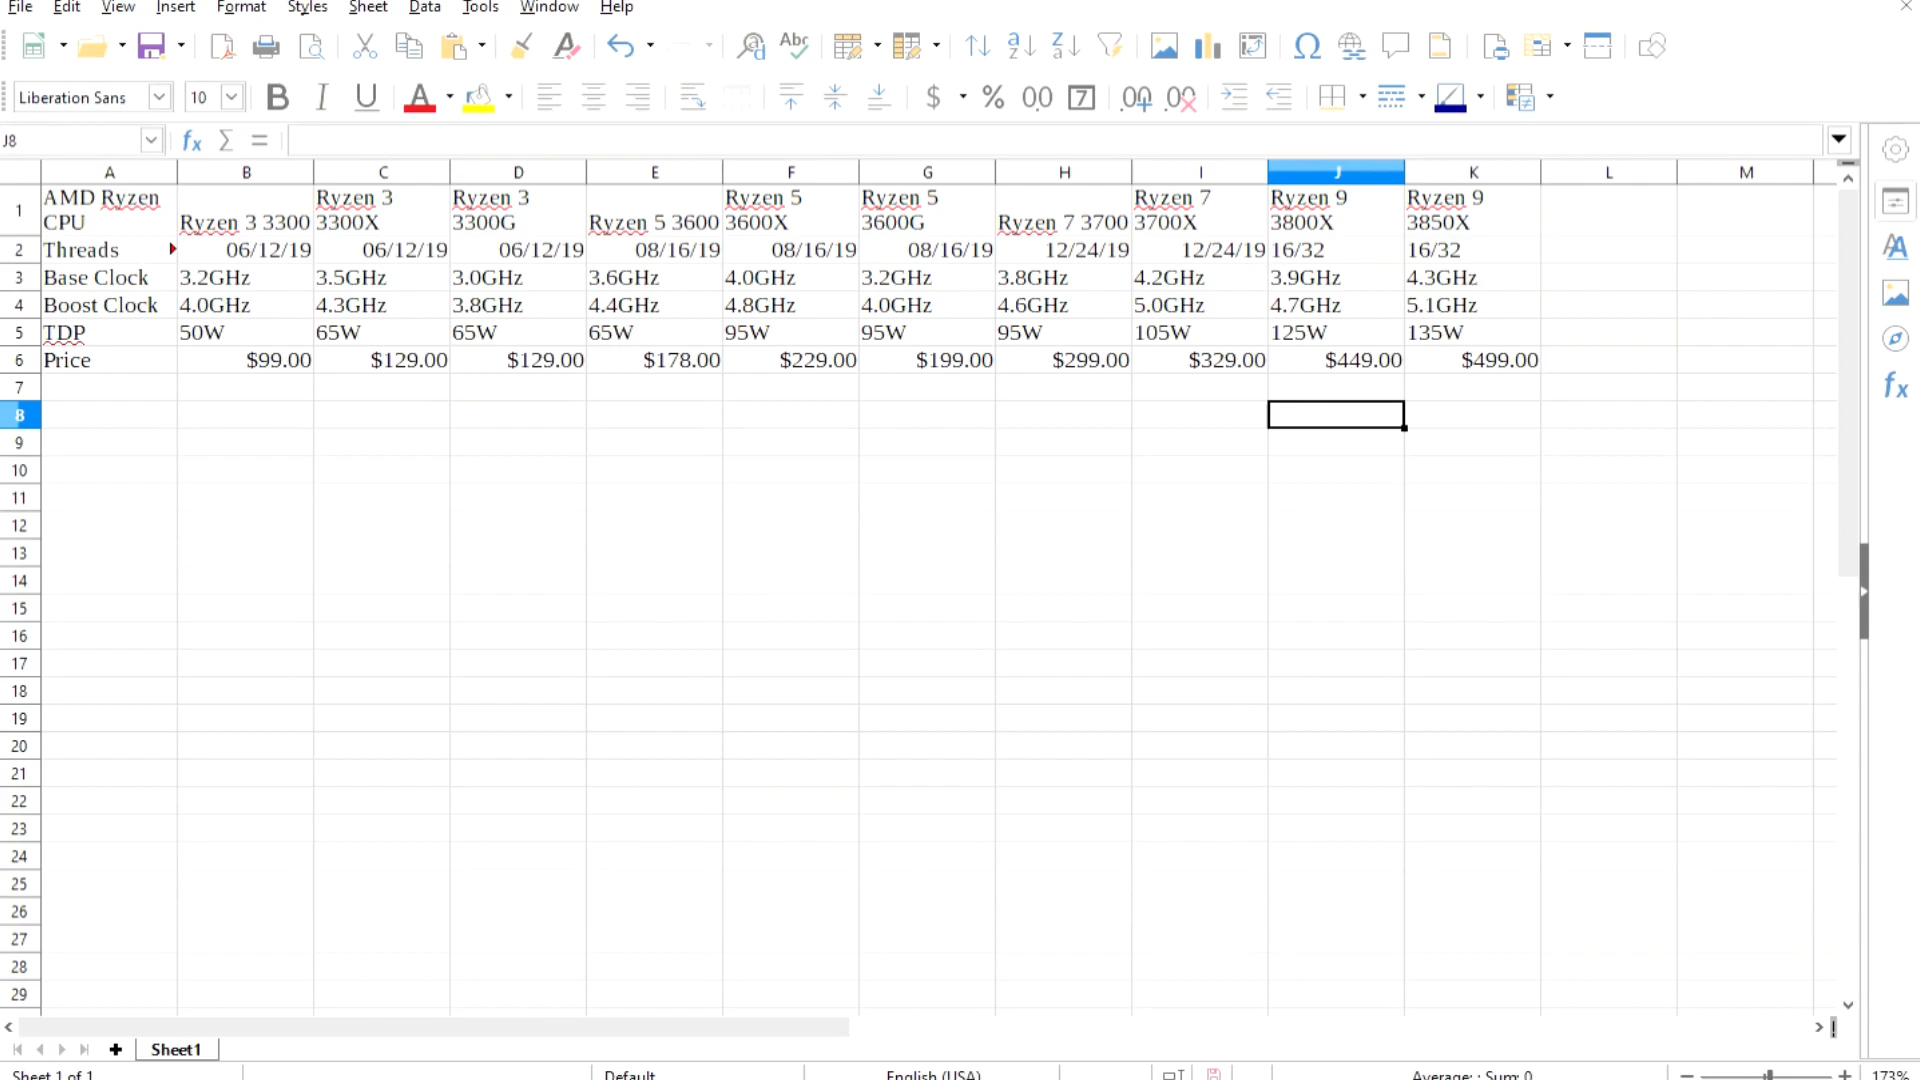 File Edit View Insert Format Styles Sheet Data Tools Window Help
Liberation Sans 10
J8
A B C D E F G H I J K L M
1 AMD Ryzen CPU Ryzen 3 3300 Ryzen 3 3300X Ryzen 3 3300G Ryzen 5 3600 Ryzen 5 3600X Ryzen 5 3600G Ryzen 7 3700 Ryzen 7 3700X Ryzen 9 3800X Ryzen 9 3850X
2 Threads 06/12/19 06/12/19 06/12/19 08/16/19 08/16/19 08/16/19 12/24/19 12/24/19 16/32 16/32
3 Base Clock 3.2GHz 3.5GHz 3.0GHz 3.6GHz 4.0GHz 3.2GHz 3.8GHz 4.2GHz 3.9GHz 4.3GHz
4 Boost Clock 4.0GHz 4.3GHz 3.8GHz 4.4GHz 4.8GHz 4.0GHz 4.6GHz 5.0GHz 4.7GHz 5.1GHz
5 TDP 50W 65W 65W 65W 95W 95W 95W 105W 125W 135W
6 Price $99.00 $129.00 $129.00 $178.00 $229.00 $199.00 $299.00 $329.00 $449.00 $499.00
7
8
9
10
11
12
13
14
15
16
17
18
19
20
21
22
23
24
25
26
27
28
29
Sheet1
Sheet 1 of 1 Default English (USA) Average: ; Sum: 0 173%